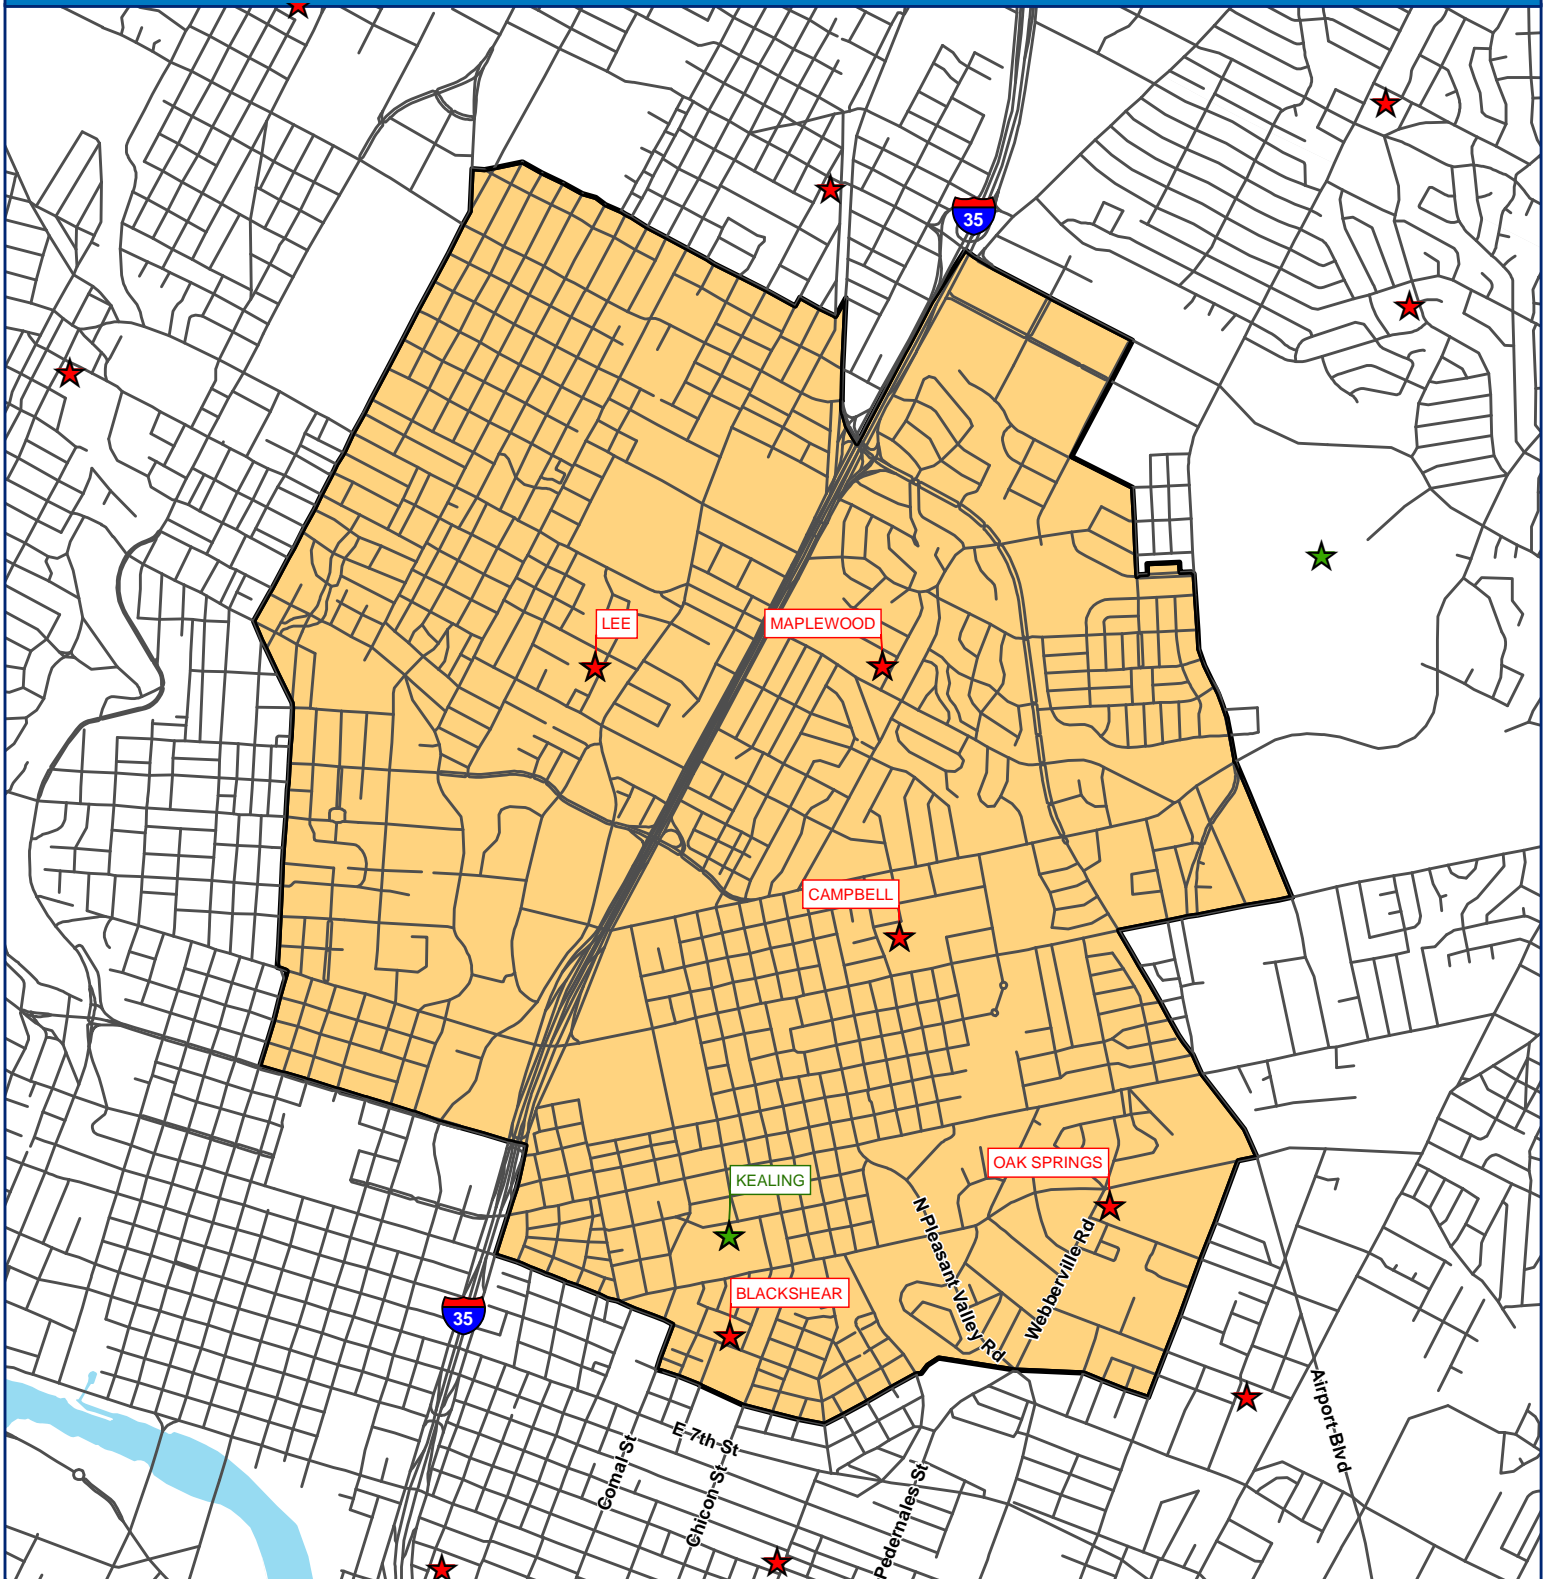 35
LEE
MAPLEWOOD
CAMPBELL
OAK SPRINGS
KEALING
N Pleasant Valley Rd
Webberville Rd
BLACKSHEAR
35
Airport Blvd
E 7th St
Comal St
Chicon St
Pedernales St